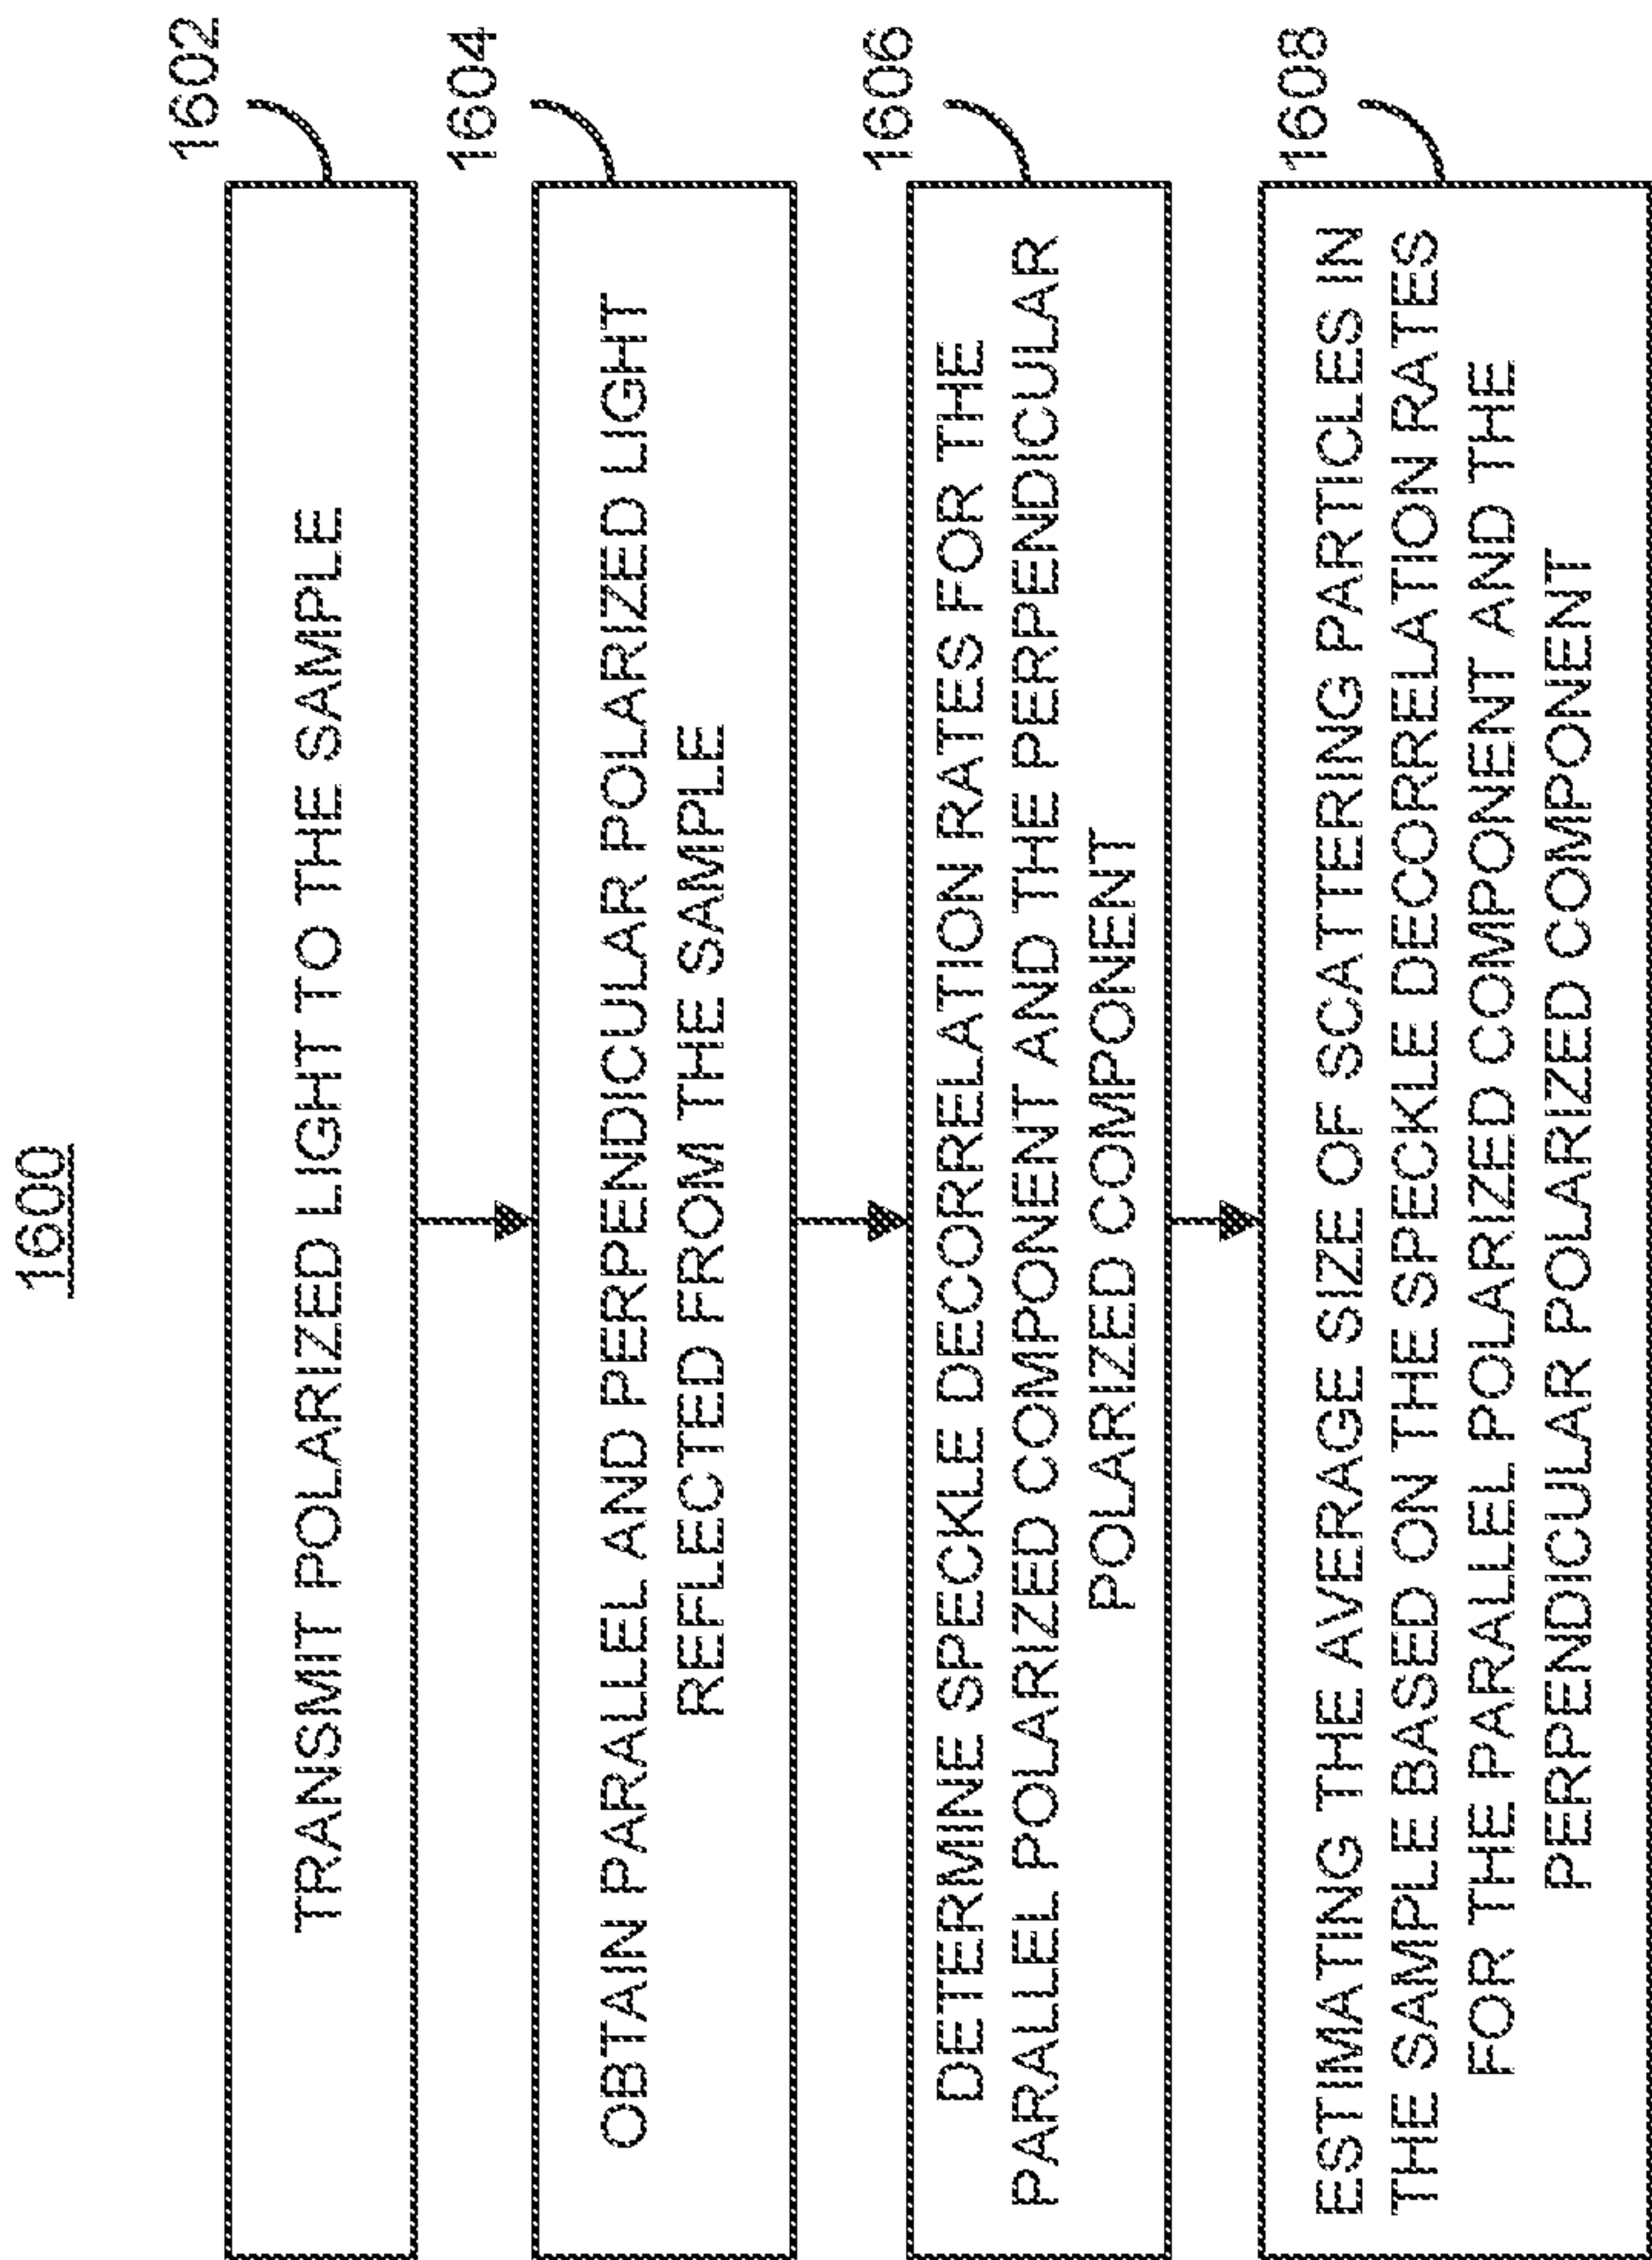 1600
1602
TRANSMIT POLARIZED LIGHT TO THE SAMPLE
1604
OBTAIN PARALLEL AND PERPENDICULAR POLARIZED LIGHT
REFLECTED FROM THE SAMPLE
1606
DETERMINE SPECKLE DECORRELATION RATES FOR THE
PARALLEL POLARIZED COMPONENT AND THE PERPENDICULAR
POLARIZED COMPONENT
1608
ESTIMATING THE AVERAGE SIZE OF SCATTERING PARTICLES IN
THE SAMPLE BASED ON THE SPECKLE DECORRELATION RATES
FOR THE PARALLEL POLARIZED COMPONENT AND THE
PERPENDICULAR POLARIZED COMPONENT